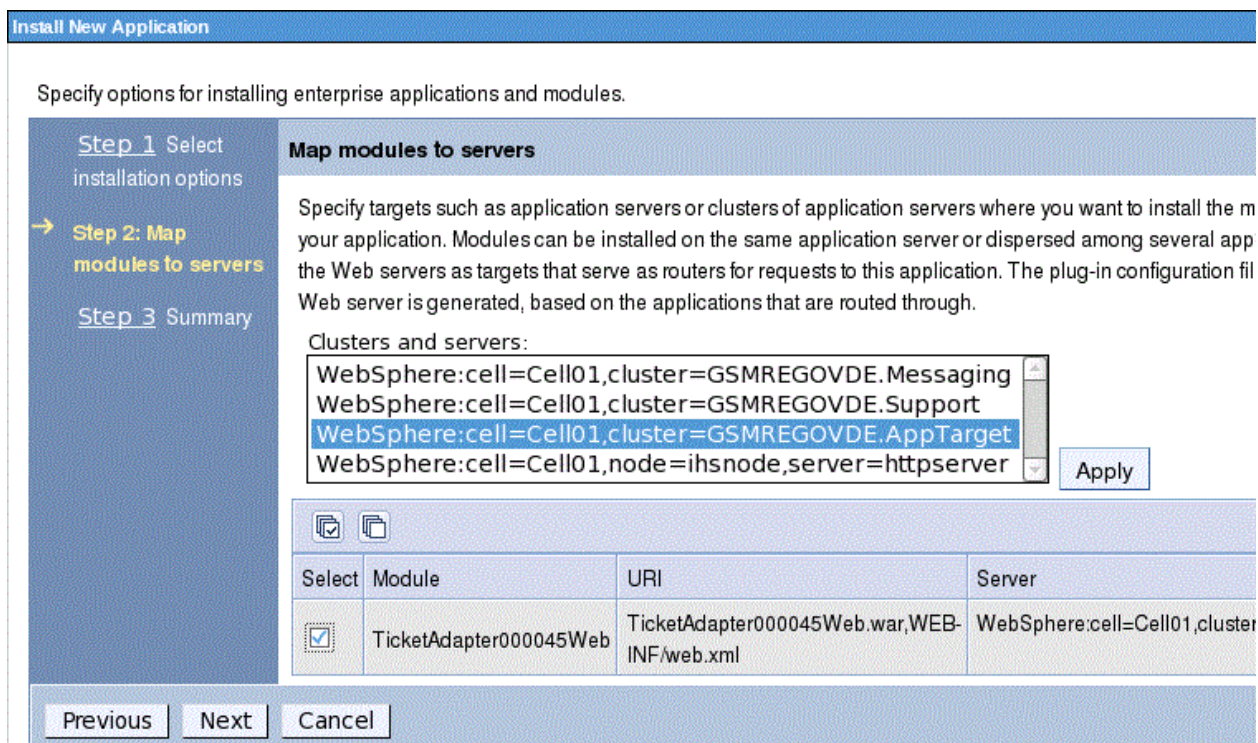 Install New Application
Specify options for installing enterprise applications and modules.
Step 1 Select
installation options
Step 2: Map
modules to servers
Step 3 Summary
Map modules to servers
Specify targets such as application servers or clusters of application servers where you want to install the m
your application. Modules can be installed on the same application server or dispersed among several app
the Web servers as targets that serve as routers for requests to this application. The plug-in configuration fil
Web server is generated, based on the applications that are routed through.
Clusters and servers:
WebSphere:cell=Cell01,cluster=GSMREGOVDE.Messaging
WebSphere:cell=Cell01,cluster=GSMREGOVDE.Support
WebSphere:cell=Cell01,cluster=GSMREGOVDE.AppTarget
WebSphere:cell=Cell01,node=ihsnode,server=httpserver
Apply
Select Module URI Server
TicketAdapter000045Web TicketAdapter000045Web.war,WEB- WebSphere:cell=Cell01,cluster
INF/web.xml
Previous Next Cancel